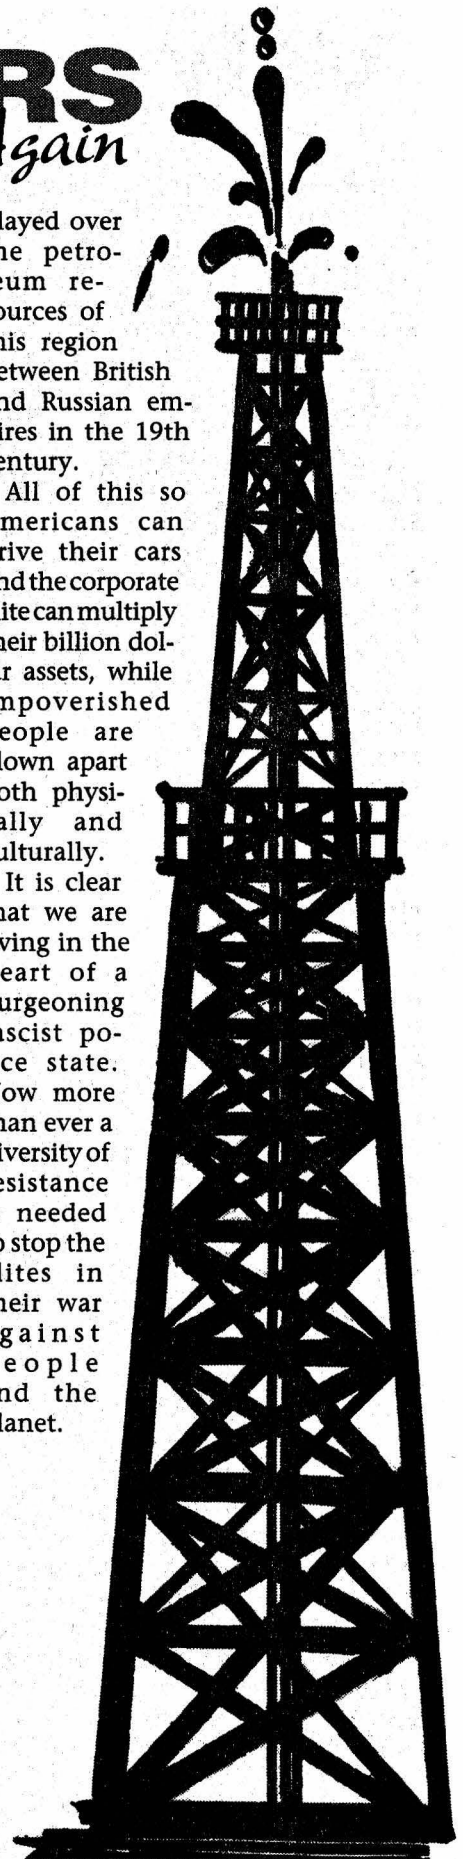 RS
Again
layed over
he petro-
eum re-
ources of
his region
etween British
nd Russian em-
ires in the 19th
entury.
All of this so
mericans can
rive their cars
nd the corporate
lite can multiply
heir billion dol-
r assets, while
mpoverished
eople are
lown apart
oth physi-
ally and
ulturally.
It is clear
hat we are
ving in the
eart of a
urgeoning
ascist po-
ce state.
ow more
han ever a
iversity of
esistance
needed
o stop the
lites in
heir war
gainst
eople
nd the
lanet.